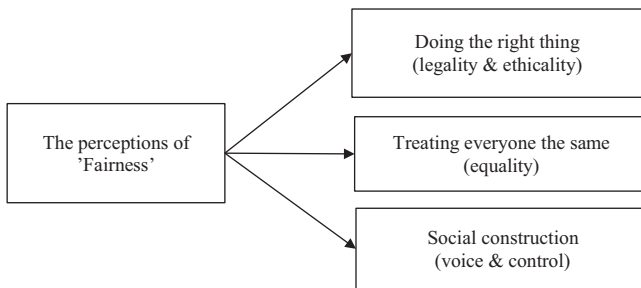 Doing the right thing
(legality & ethicality)
The perceptions of
’Fairness’
Treating everyone the same
(equality)
Social construction
(voice & control)